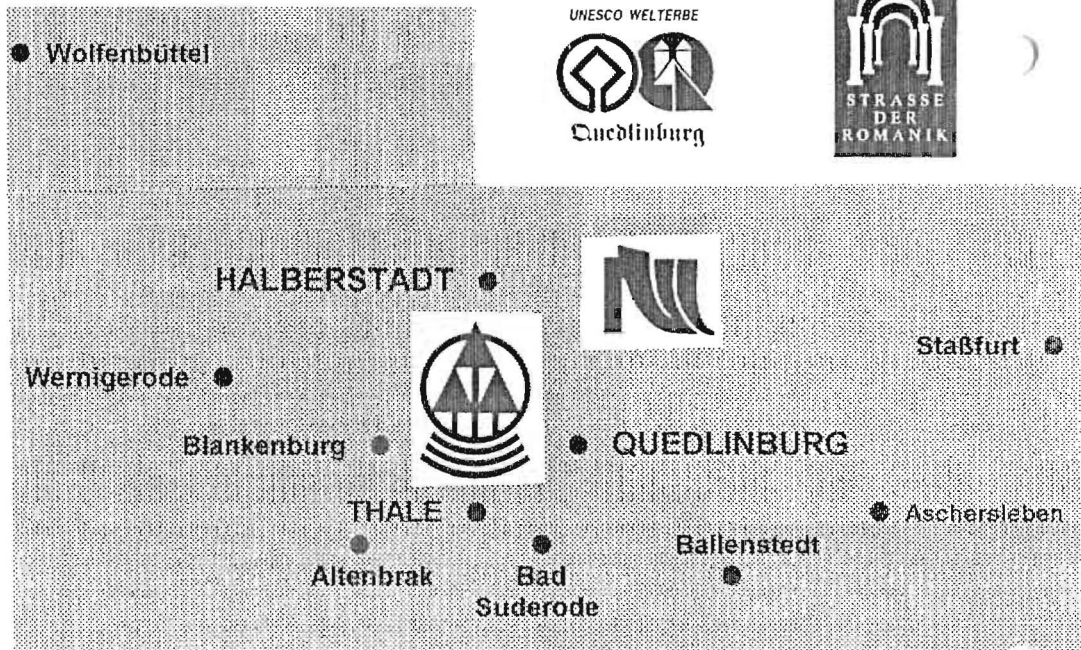 UNESCO WELTERBE
Quedlinburg
STRASSE
DER
ROMANIK
Wolfenbüttel
HALBERSTADT
Staßfurt
Wernigerode
Blankenburg
QUEDLINBURG
THALE
Aschersleben
Altenbrak
Bad
Suderode
Ballenstedt